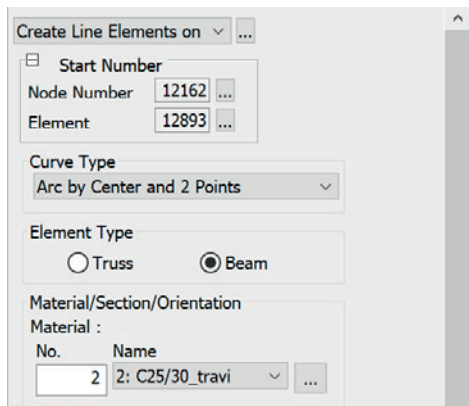 Create Line Elements on ...
Start Number
Node Number 12162 ...
Element 12893 ...
Curve Type
Arc by Center and 2 Points
Element Type
Truss Beam
Material/Section/Orientation
Material :
No. Name
2 2: C25/30_travi ...